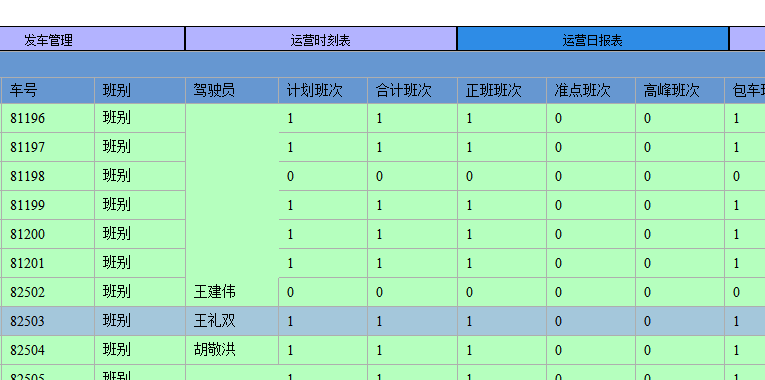 发车管理 运营时刻表 运营日报表
车号 班别 驾驶员 计划班次 合计班次 正班班次 准点班次 高峰班次 包车班
81196 班别 1 1 1 0 0 1
81197 班别 1 1 1 0 0 1
81198 班别 0 0 0 0 0 0
81199 班别 1 1 1 0 0 1
81200 班别 1 1 1 0 0 1
81201 班别 1 1 1 0 0 1
82502 班别 王建伟 0 0 0 0 0 0
82503 班别 王礼双 1 1 1 0 0 1
82504 班别 胡敬洪 1 1 1 0 0 1
82505 班别 1 1 1 0 0 1